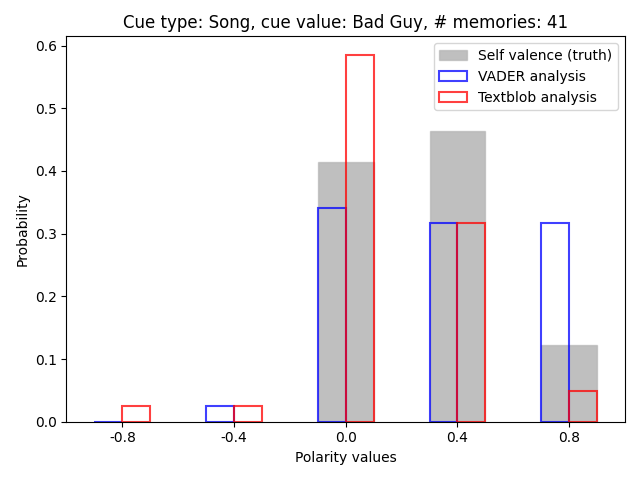 Cue type: Song, cue value: Bad Guy, # memories: 41
Self valence (truth)
VADER analysis
Textblob analysis
Probability
0.6
0.5
0.4
0.3
0.2
0.1
0.0
-0.8
-0.4
0.0
0.4
0.8
Polarity values